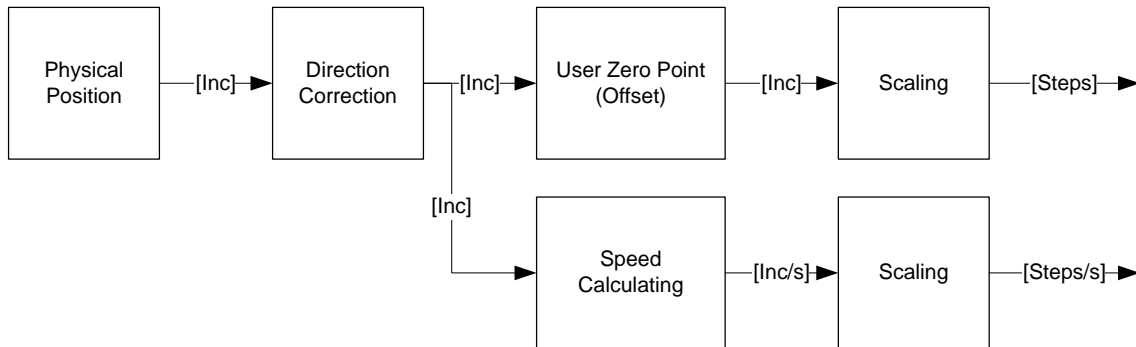 Physical
Position
[Inc]
Direction
Correction
[Inc]
User Zero Point
(Offset)
[Inc]
Scaling
[Steps]
[Inc]
Speed
Calculating
[Inc/s]
Scaling
[Steps/s]